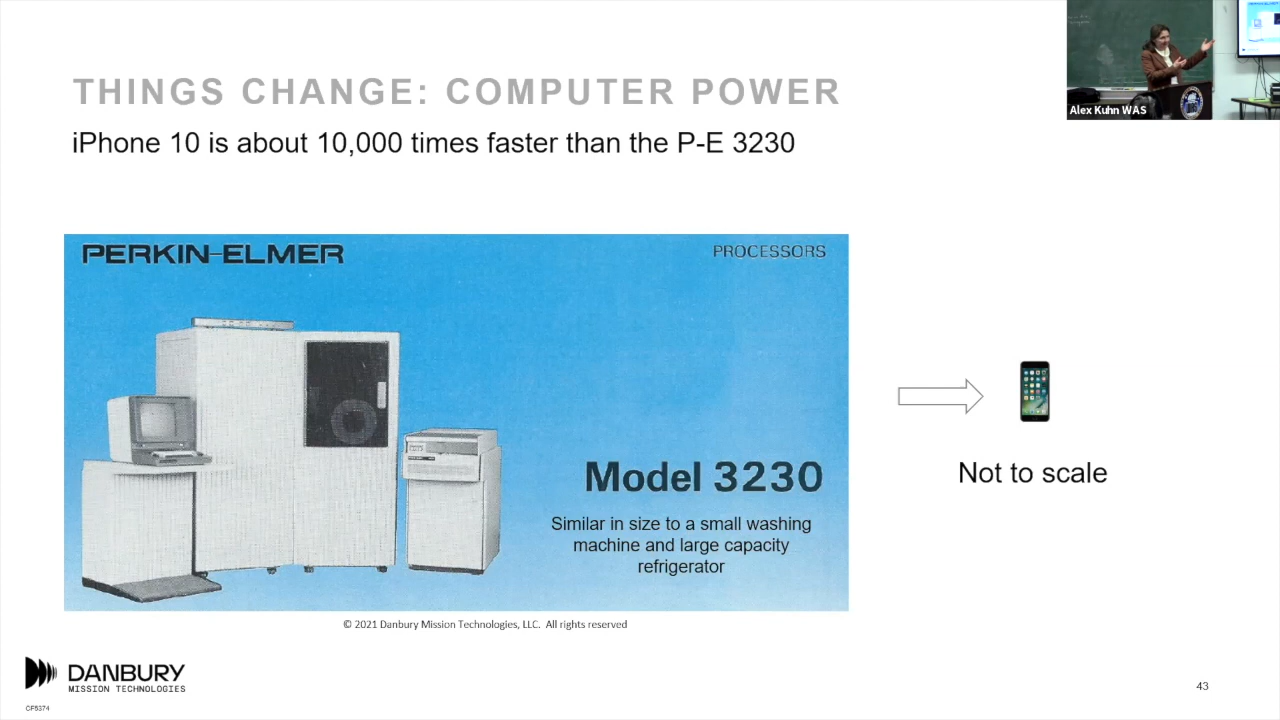 THINGS CHANGE: COMPUTER POWER
iPhone 10 is about 10,000 times faster than the P-E 3230
Alex Kuhn WAS
PERKIN-ELMER
PROCESSORS
Model 3230
Similar in size to a small washing
machine and large capacity
refrigerator
Not to scale
© 2021 Danbury Mission Technologies, LLC. All rights reserved
DANBURY
MISSION TECHNOLOGIES
43
CF5374